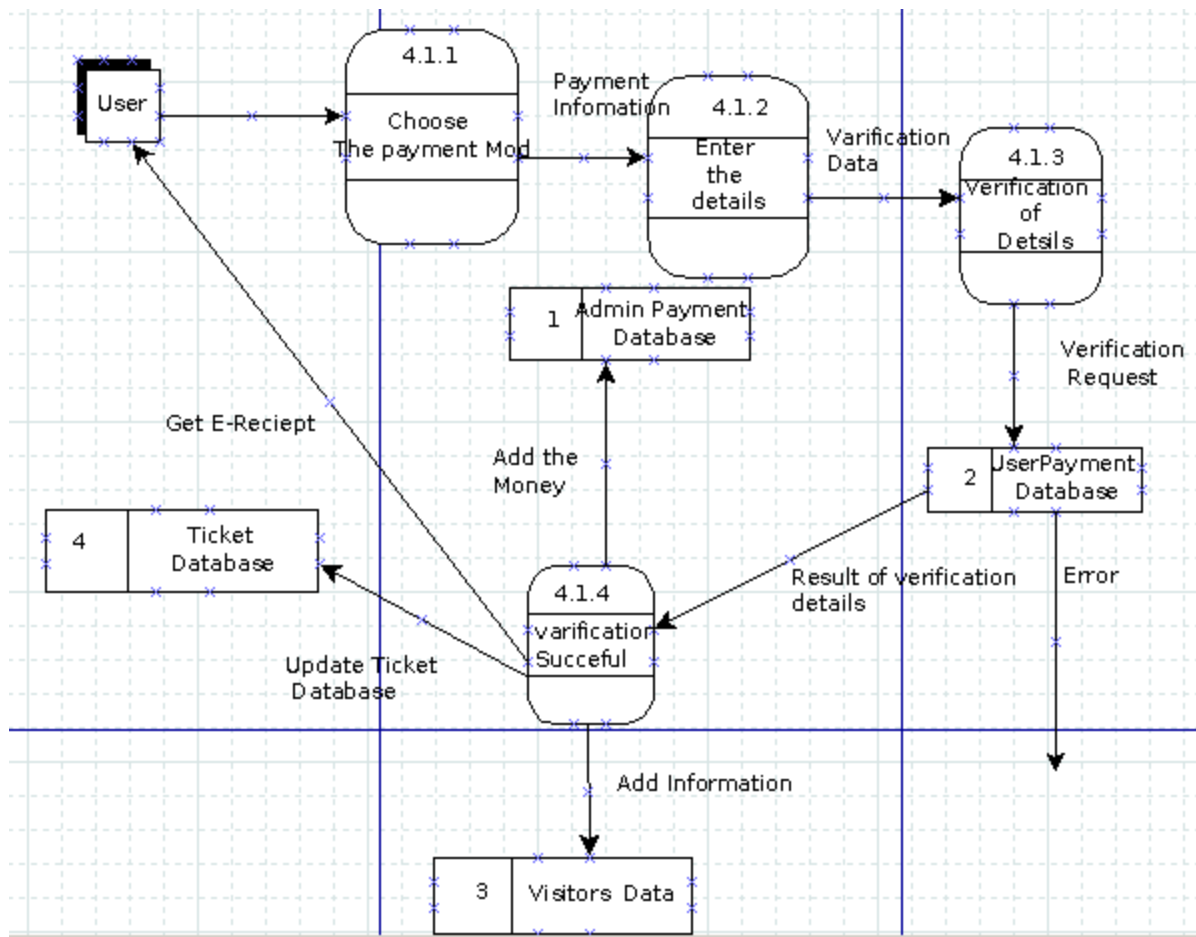 4.1.1
User
Payment
Infomation
4.1.2
Choose
The payment Mod
Varification
Data
Enter
the
details
4.1.3
Verification
of
Detsils
1
Admin Payment
Database
Verification
Request
Get E-Reciept
Add the
Money
2
UserPayment
Database
4
Ticket
Database
Result of verification
details
Error
4.1.4
varification
Succeful
Update Ticket
Database
Add Information
3
Visitors Data